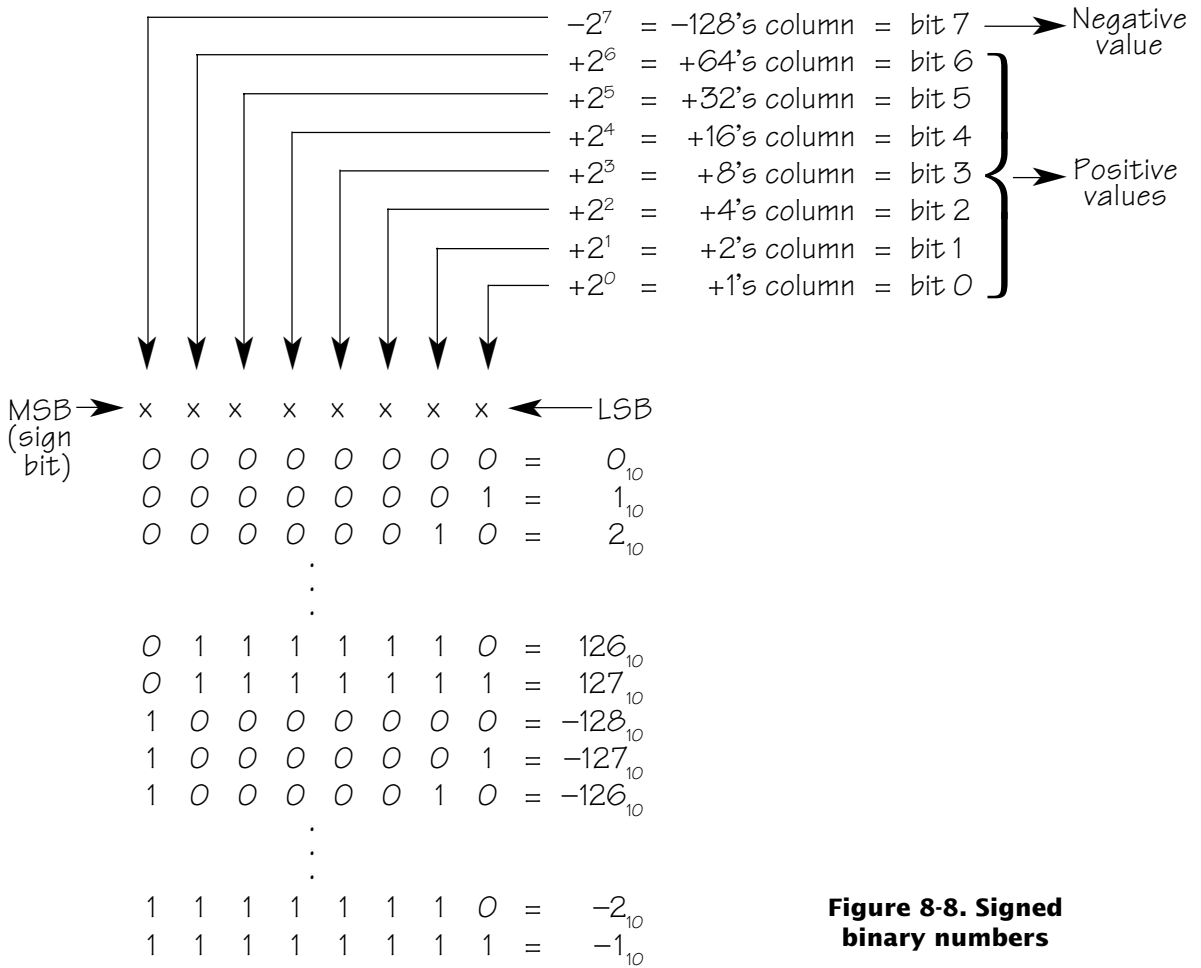 −2⁷ = −128's column = bit 7 Negative value
+2⁶ = +64's column = bit 6
+2⁵ = +32's column = bit 5
+2⁴ = +16's column = bit 4
+2³ = +8's column = bit 3 Positive values
+2² = +4's column = bit 2
+2¹ = +2's column = bit 1
+2⁰ = +1's column = bit 0
MSB (sign bit) x x x x x x x x LSB
0 0 0 0 0 0 0 0 = 0₁₀
0 0 0 0 0 0 0 1 = 1₁₀
0 0 0 0 0 0 1 0 = 2₁₀
.
.
.
0 1 1 1 1 1 1 0 = 126₁₀
0 1 1 1 1 1 1 1 = 127₁₀
1 0 0 0 0 0 0 0 = −128₁₀
1 0 0 0 0 0 0 1 = −127₁₀
1 0 0 0 0 0 1 0 = −126₁₀
.
.
.
1 1 1 1 1 1 1 0 = −2₁₀
1 1 1 1 1 1 1 1 = −1₁₀
Figure 8-8. Signed
binary numbers